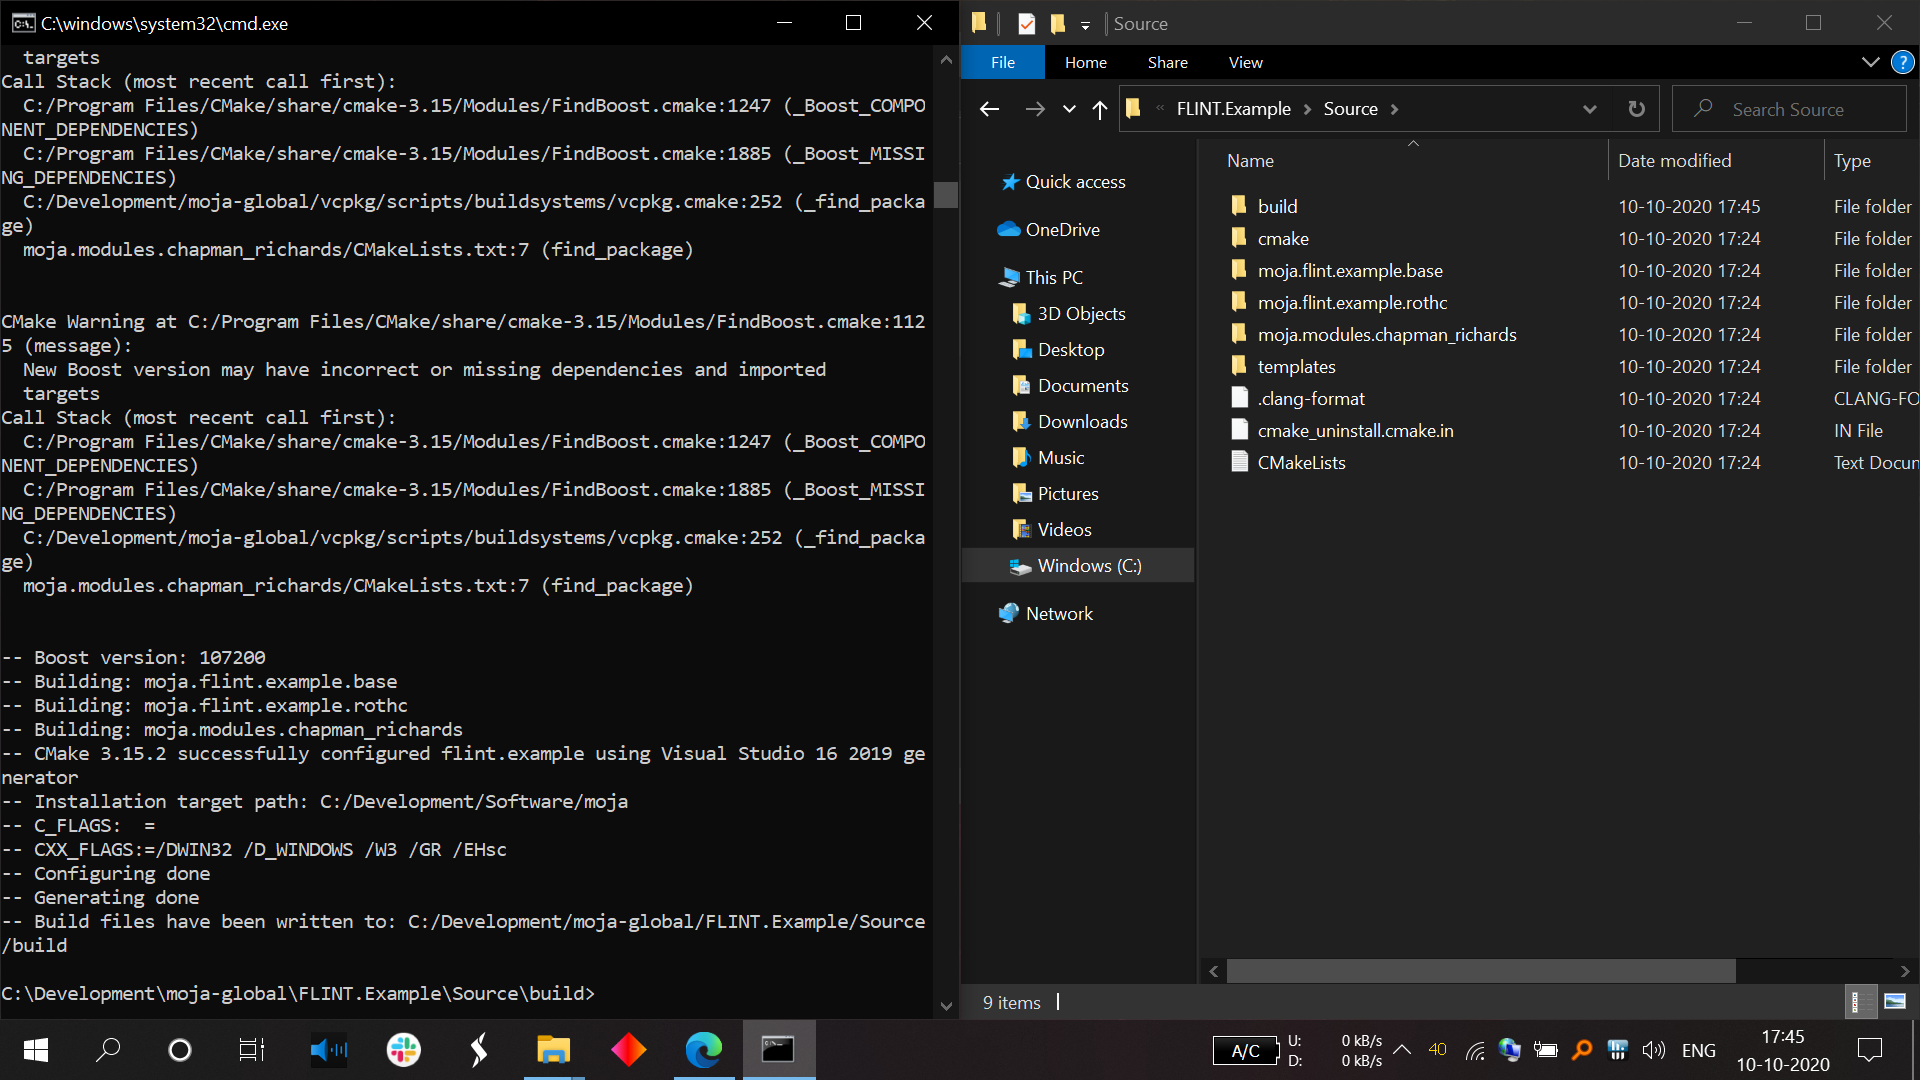 C:\windows\system32\cmd.exe
  targets
Call Stack (most recent call first):
  C:/Program Files/CMake/share/cmake-3.15/Modules/FindBoost.cmake:1247 (_Boost_COMPO
NENT_DEPENDENCIES)
  C:/Program Files/CMake/share/cmake-3.15/Modules/FindBoost.cmake:1885 (_Boost_MISSI
NG_DEPENDENCIES)
  C:/Development/moja-global/vcpkg/scripts/buildsystems/vcpkg.cmake:252 (_find_packa
ge)
  moja.modules.chapman_richards/CMakeLists.txt:7 (find_package)
CMake Warning at C:/Program Files/CMake/share/cmake-3.15/Modules/FindBoost.cmake:112
5 (message):
  New Boost version may have incorrect or missing dependencies and imported
  targets
Call Stack (most recent call first):
  C:/Program Files/CMake/share/cmake-3.15/Modules/FindBoost.cmake:1247 (_Boost_COMPO
NENT_DEPENDENCIES)
  C:/Program Files/CMake/share/cmake-3.15/Modules/FindBoost.cmake:1885 (_Boost_MISSI
NG_DEPENDENCIES)
  C:/Development/moja-global/vcpkg/scripts/buildsystems/vcpkg.cmake:252 (_find_packa
ge)
  moja.modules.chapman_richards/CMakeLists.txt:7 (find_package)
-- Boost version: 107200
-- Building: moja.flint.example.base
-- Building: moja.flint.example.rothc
-- Building: moja.modules.chapman_richards
-- CMake 3.15.2 successfully configured flint.example using Visual Studio 16 2019 ge
nerator
-- Installation target path: C:/Development/Software/moja
-- C_FLAGS:  =
-- CXX_FLAGS:=/DWIN32 /D_WINDOWS /W3 /GR /EHsc
-- Configuring done
-- Generating done
-- Build files have been written to: C:/Development/moja-global/FLINT.Example/Source
/build
C:\Development\moja-global\FLINT.Example\Source\build>
Source
File Home Share View
FLINT.Example > Source >
Search Source
Quick access
OneDrive
This PC
3D Objects
Desktop
Documents
Downloads
Music
Pictures
Videos
Windows (C:)
Network
Name Date modified Type
build 10-10-2020 17:45 File folder
cmake 10-10-2020 17:24 File folder
moja.flint.example.base 10-10-2020 17:24 File folder
moja.flint.example.rothc 10-10-2020 17:24 File folder
moja.modules.chapman_richards 10-10-2020 17:24 File folder
templates 10-10-2020 17:24 File folder
.clang-format 10-10-2020 17:24 CLANG-FO
cmake_uninstall.cmake.in 10-10-2020 17:24 IN File
CMakeLists 10-10-2020 17:24 Text Docun
9 items
A/C
U: 0 kB/s
D: 0 kB/s
40
ENG
17:45
10-10-2020